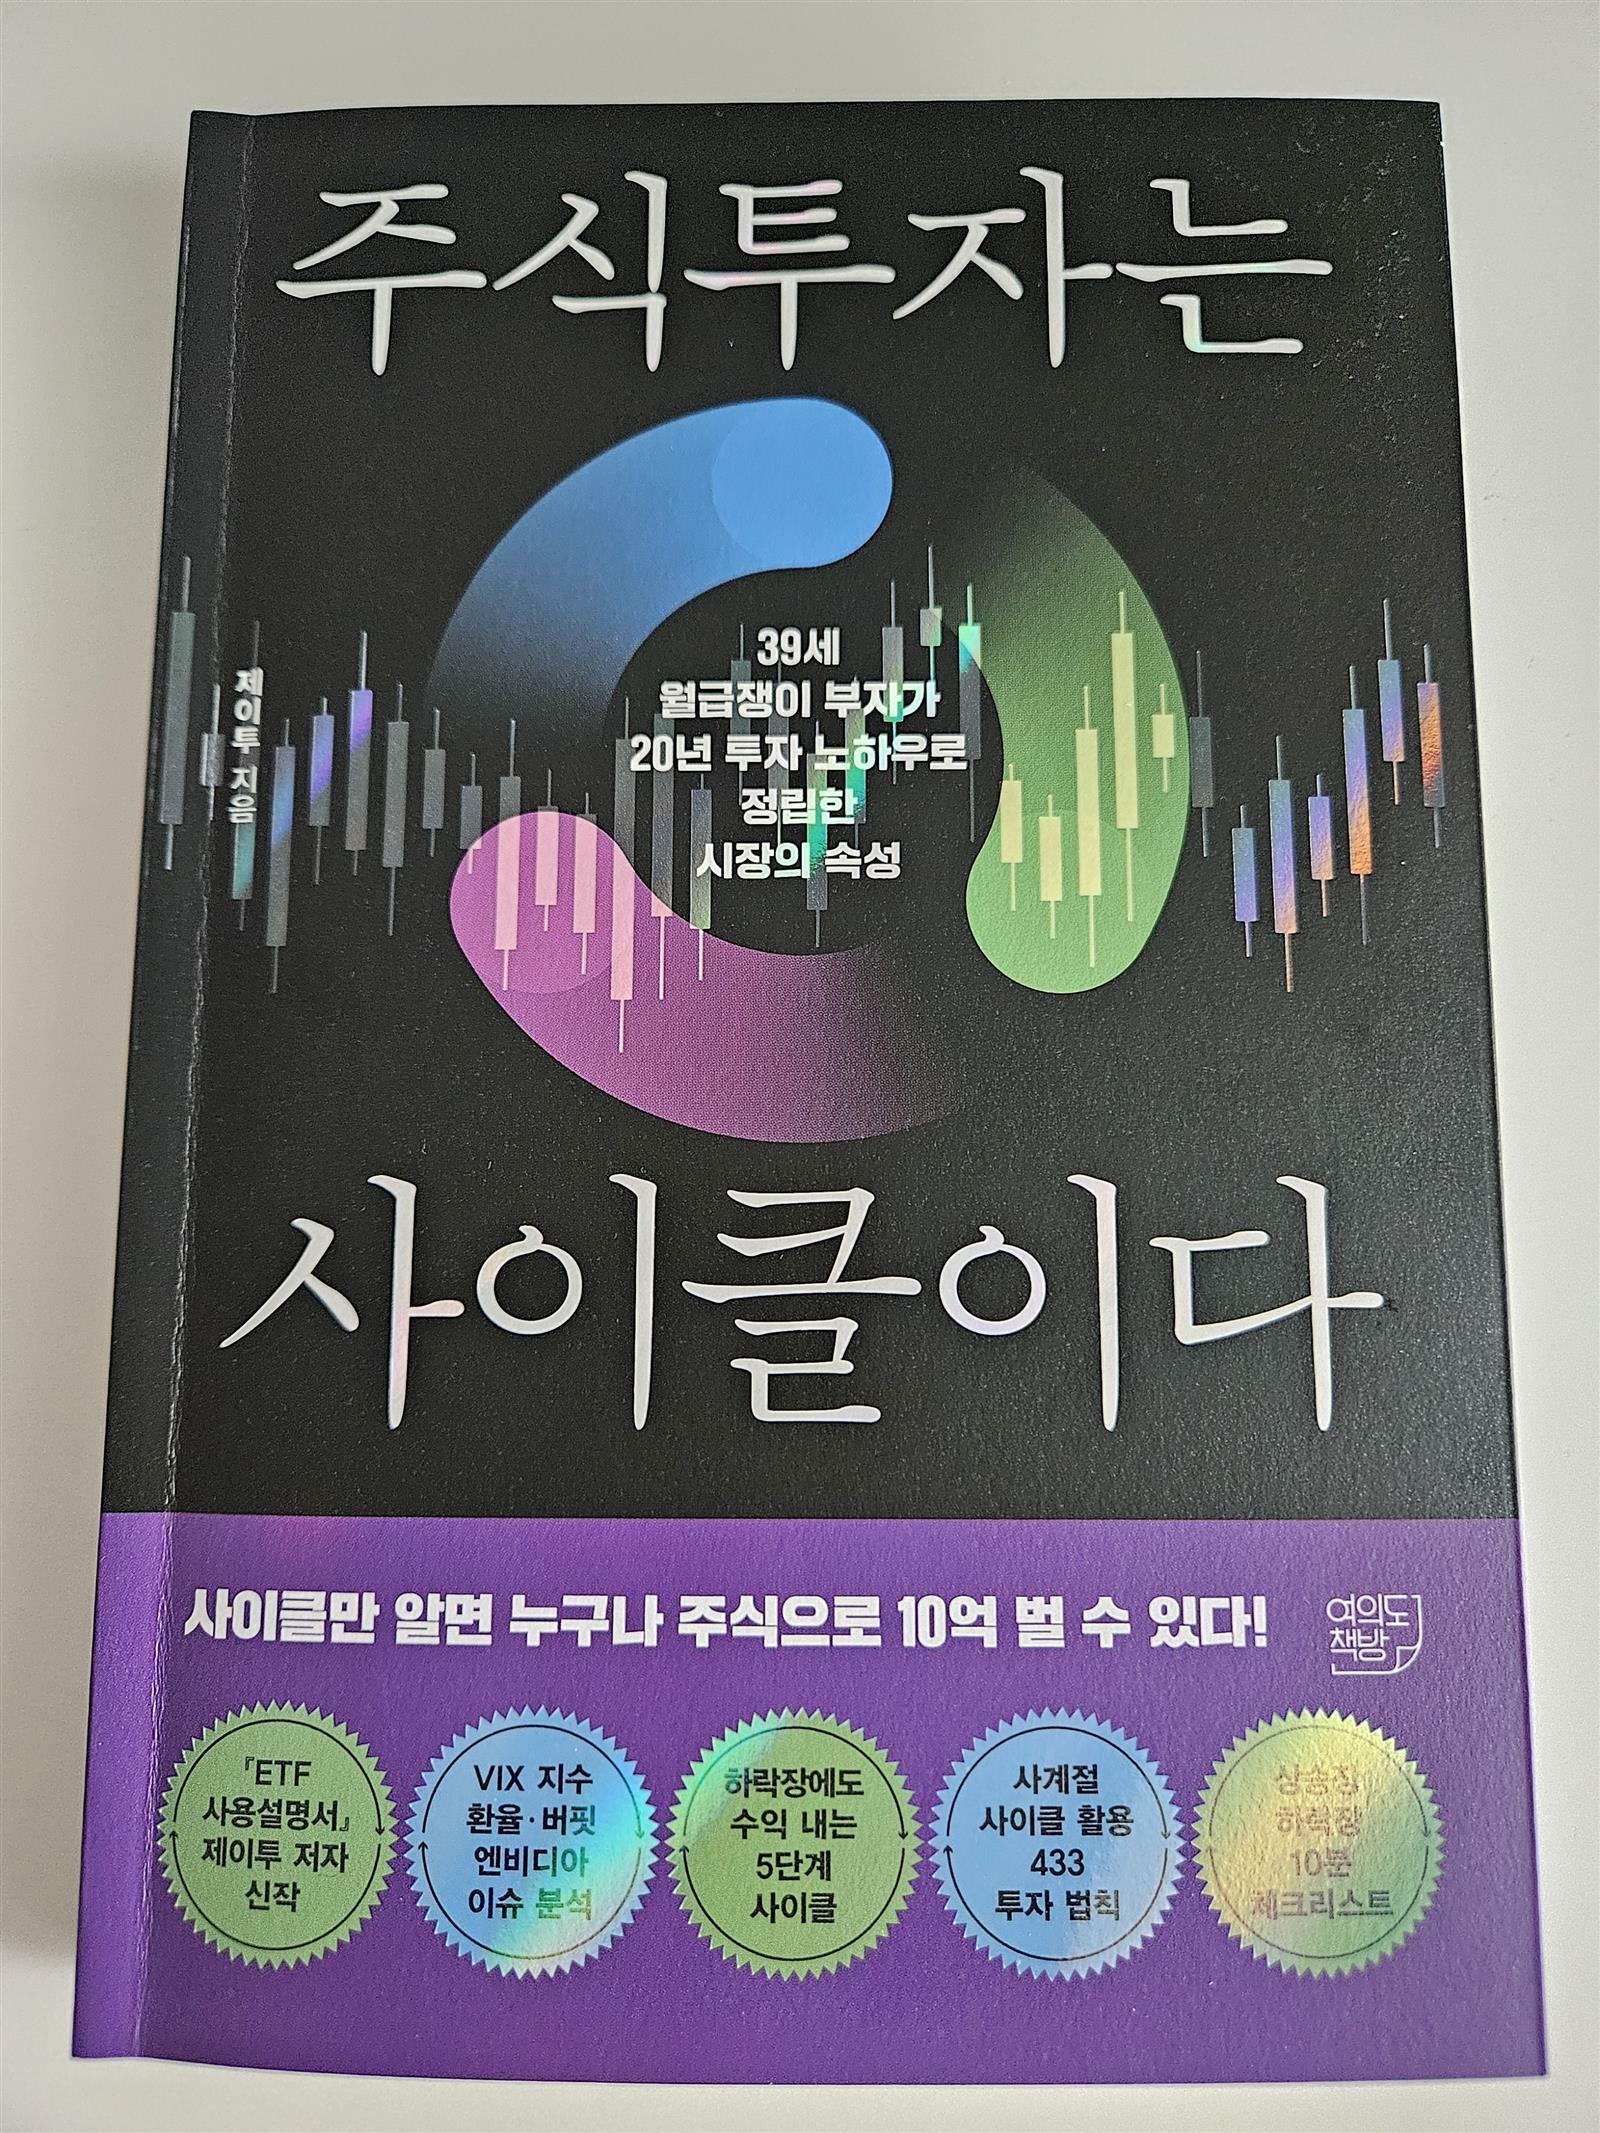 주식투자는
39세
월급쟁이 부자가
20년 투자 노하우로
정립한
시장의 속성
제이투 지음
사이클이다
사이클만 알면 누구나 주식으로 10억 벌 수 있다!
여의도
책방
『ETF
사용설명서』
제이투 저자
신작
VIX 지수
환율·버핏
엔비디아
이슈 분석
하락장에도
수익 내는
5단계
사이클
사계절
사이클 활용
433
투자 법칙
상승장
하락장
10분
체크리스트